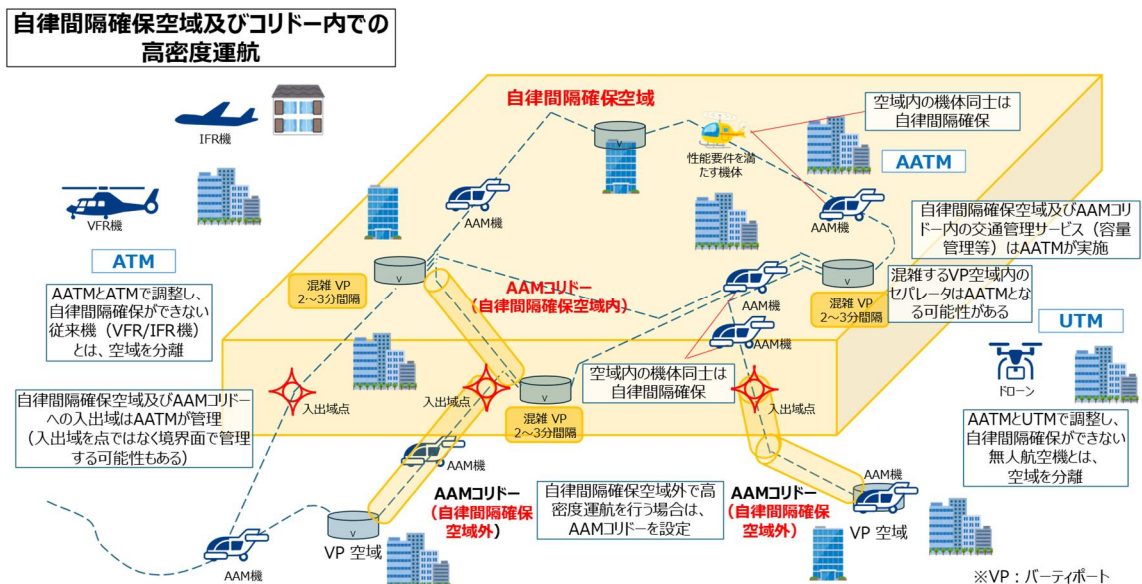 自律間隔確保空域及びコリドー内での
高密度運航
IFR機
VFR機
ATM
AATMとATMで調整し、
自律間隔確保ができない
従来機（VFR/IFR機）
とは、空域を分離
自律間隔確保空域及びAAMコリドー
への入出域はAATMが管理
（入出域を点ではなく境界面で管理
する可能性もある）
自律間隔確保空域
V
性能要件を満
たす機体
空域内の機体同士は
自律間隔確保
AATM
AAM機
AAM機
自律間隔確保空域及びAAMコリ
ドー内の交通管理サービス（容量
管理等）はAATMが実施
V
混雑 VP
2～3分間隔
AAMコリドー
（自律間隔確保空域内）
AAM機
AAM機
V
混雑 VP
2～3分間隔
混雑するVP空域内の
セパレータはAATMとな
る可能性がある
UTM
ドローン
AATMとUTMで調整し、
自律間隔確保ができない
無人航空機とは、
空域を分離
空域内の機体同士は
自律間隔確保
入出域点
入出域点
入出域点
V
混雑 VP
2～3分間隔
AAM機
AAMコリドー
（自律間隔確保
空域外）
自律間隔確保空域外で高
密度運航を行う場合は、
AAMコリドーを設定
AAMコリドー
（自律間隔確保
空域外）
AAM機
VP 空域
AAM機
V
VP 空域
※VP：バーティポート